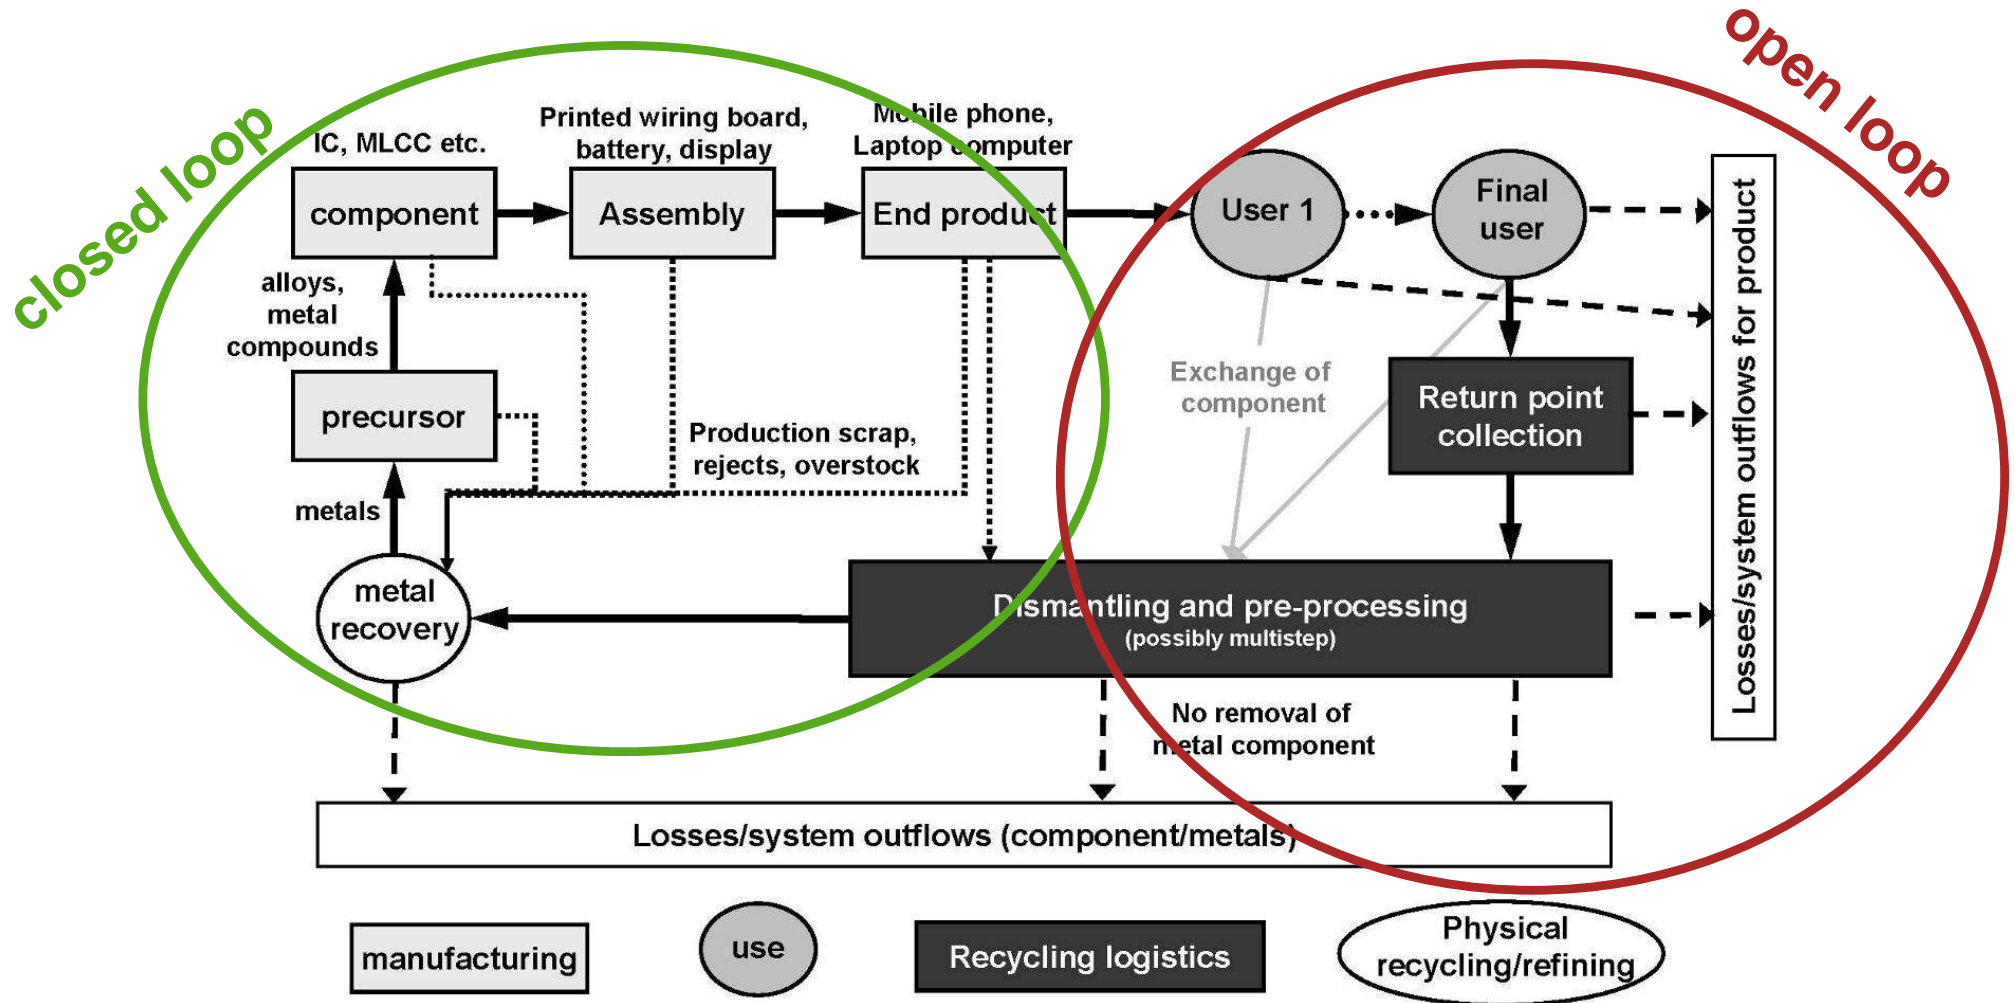 closed loop
open loop
IC, MLCC etc.
Printed wiring board,
battery, display
Mobile phone,
Laptop computer
component
Assembly
End product
User 1
Final
user
alloys,
metal
compounds
Exchange of
component
Return point
collection
precursor
Production scrap,
rejects, overstock
metals
metal
recovery
Dismantling and pre-processing
(possibly multistep)
Losses/system outflows for product
No removal of
metal component
Losses/system outflows (component/metals)
manufacturing
use
Recycling logistics
Physical
recycling/refining